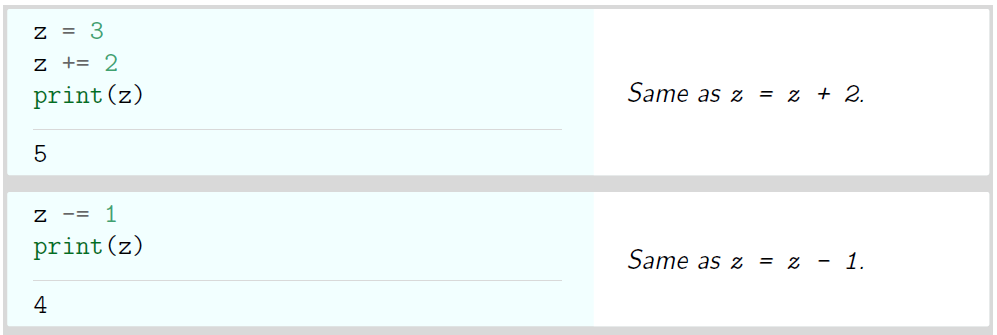 z = 3
z += 2
print(z)
5
Same as z = z + 2.
z -= 1
print(z)
4
Same as z = z - 1.